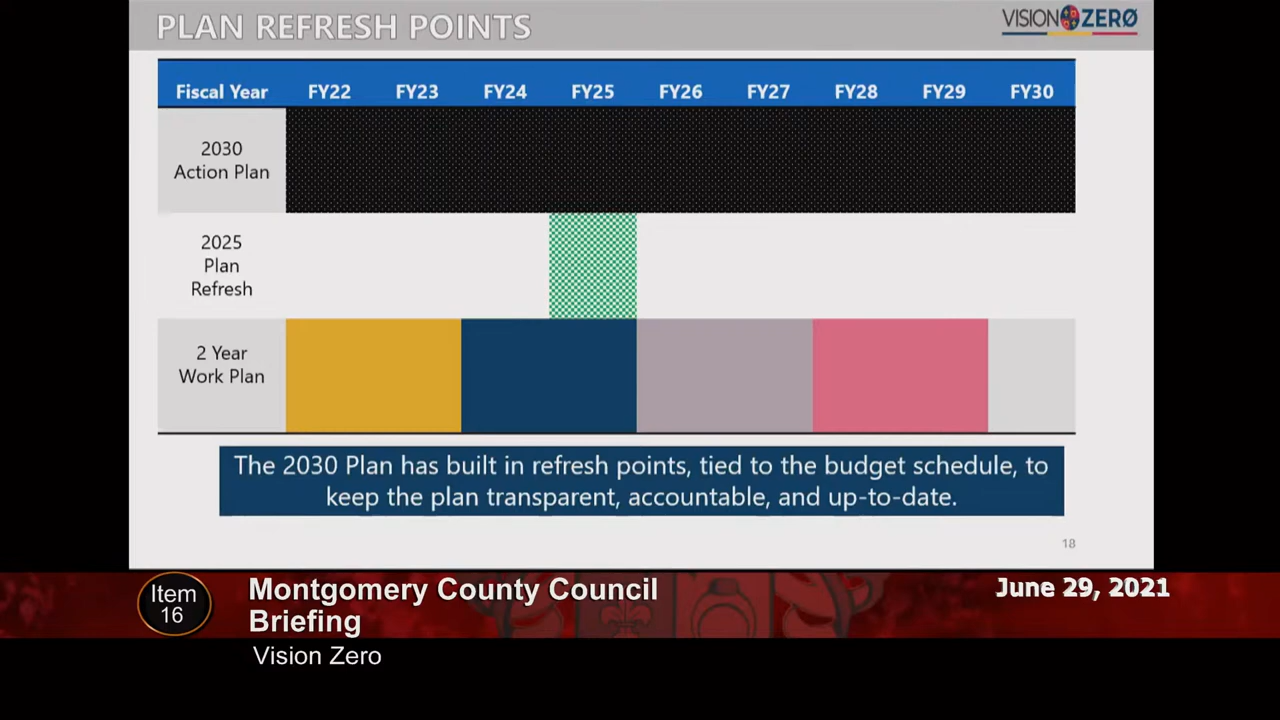 PLAN REFRESH POINTS
VISION ZERO
Fiscal Year FY22 FY23 FY24 FY25 FY26 FY27 FY28 FY29 FY30
2030
Action Plan
2025
Plan
Refresh
2 Year
Work Plan
The 2030 Plan has built in refresh points, tied to the budget schedule, to
keep the plan transparent, accountable, and up-to-date.
18
Item
16
Montgomery County Council
Briefing
Vision Zero
June 29, 2021